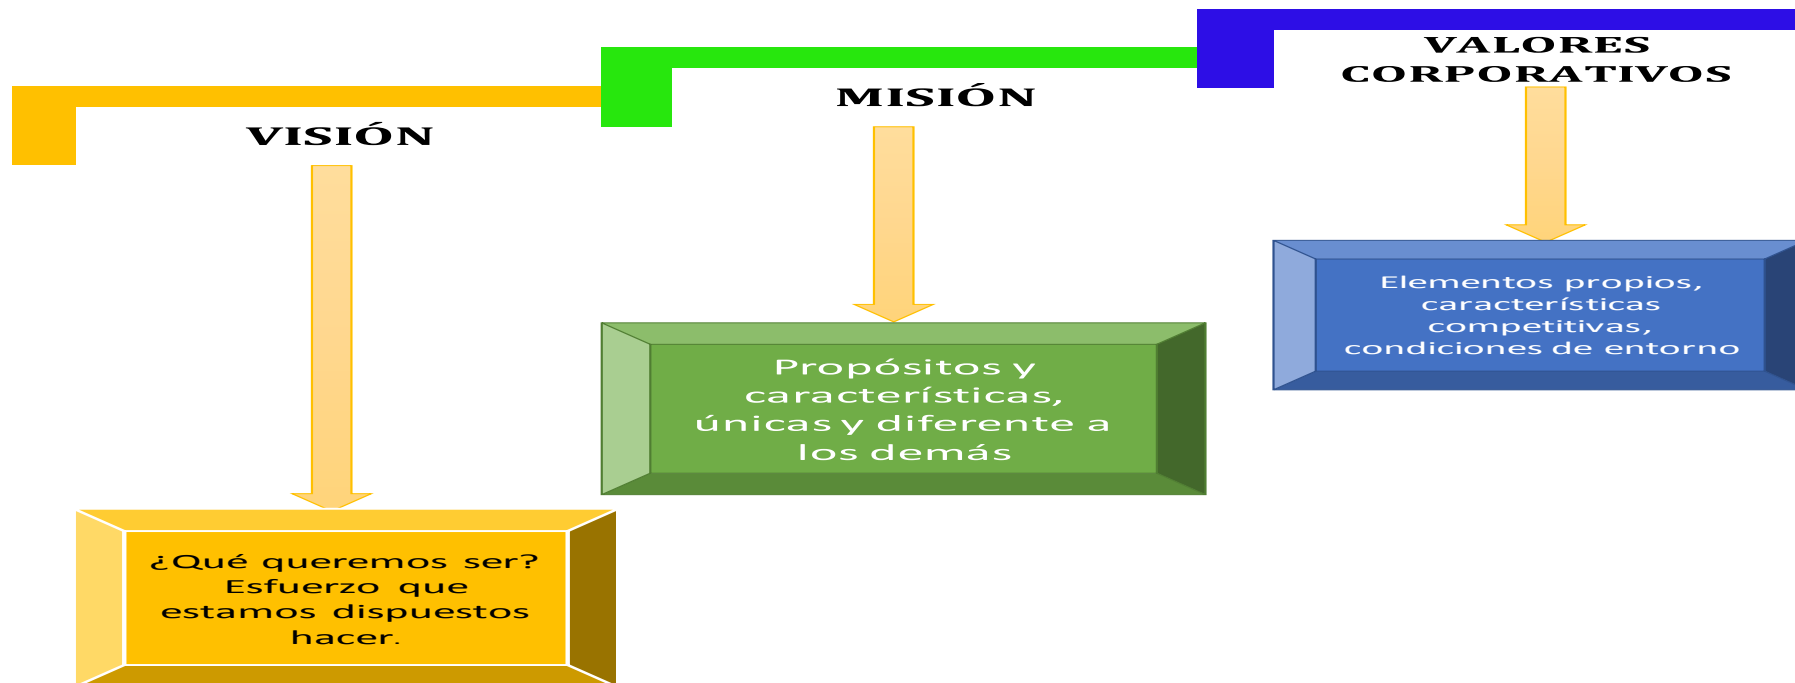 VISIÓN
¿Qué queremos ser?
Esfuerzo que
estamos dispuestos
hacer.
MISIÓN
Propósitos y
características,
únicas y diferente a
los demás
VALORES
CORPORATIVOS
Elementos propios,
características
competitivas,
condiciones de entorno